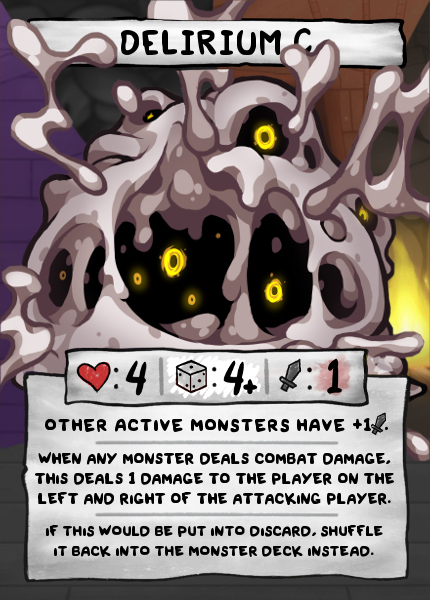 DELIRIUM C
:4 :4+ :1
OTHER ACTIVE MONSTERS HAVE +1.
WHEN ANY MONSTER DEALS COMBAT DAMAGE,
THIS DEALS 1 DAMAGE TO THE PLAYER ON THE
LEFT AND RIGHT OF THE ATTACKING PLAYER.
IF THIS WOULD BE PUT INTO DISCARD, SHUFFLE
IT BACK INTO THE MONSTER DECK INSTEAD.